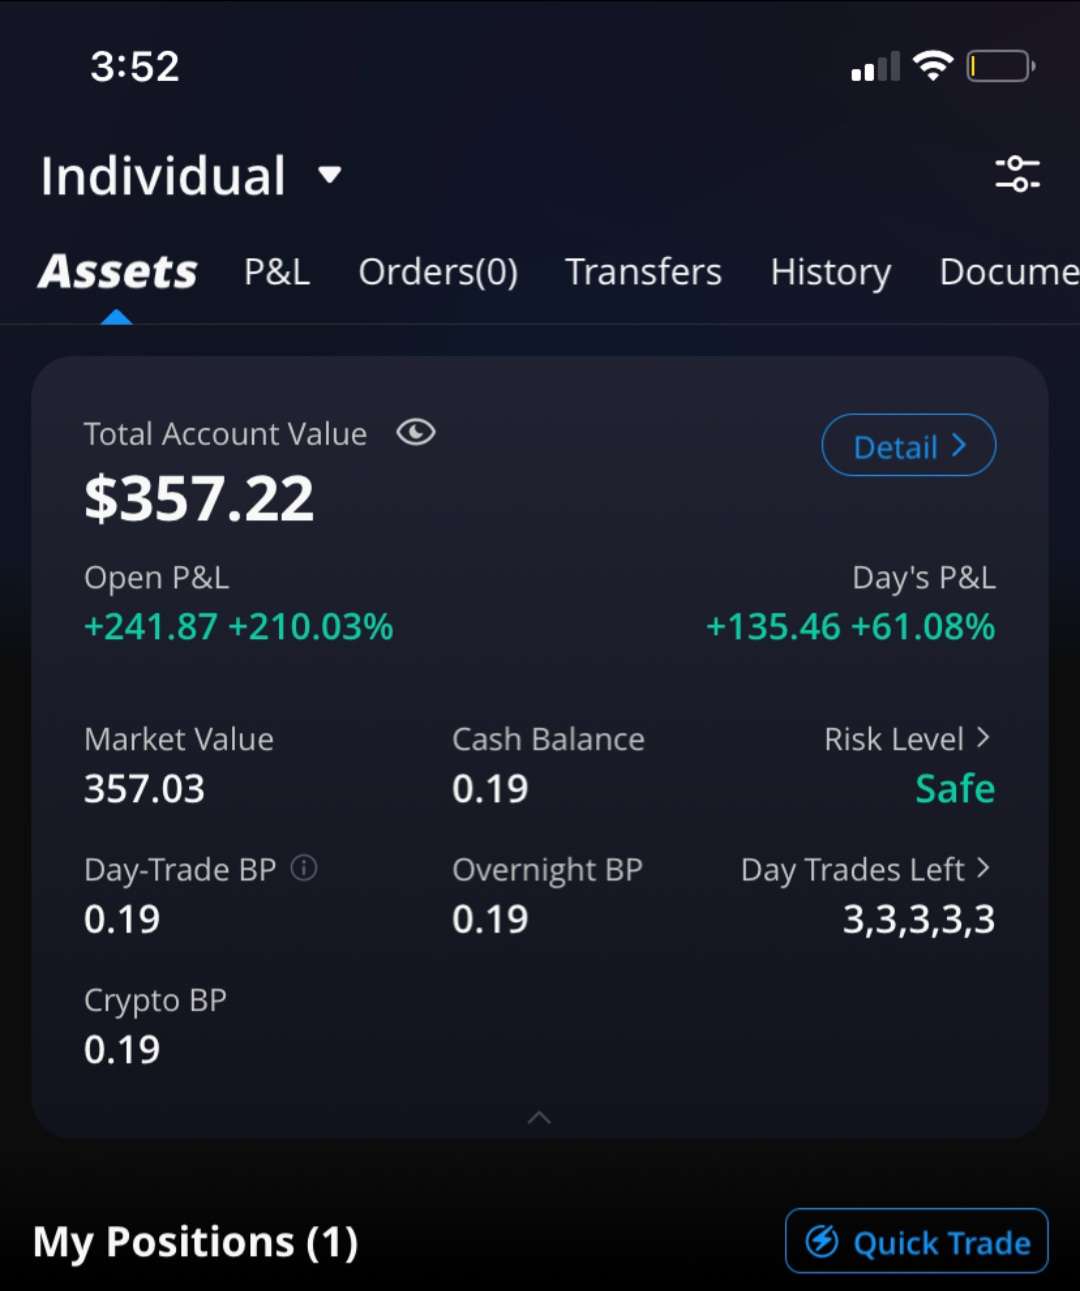 3:52
Individual
Assets P&L Orders(0) Transfers History Docume
Total Account Value
Detail >
$357.22
Open P&L Day's P&L
+241.87 +210.03% +135.46 +61.08%
Market Value Cash Balance Risk Level >
357.03 0.19 Safe
Day-Trade BP Overnight BP Day Trades Left >
0.19 0.19 3,3,3,3,3
Crypto BP
0.19
My Positions (1) Quick Trade